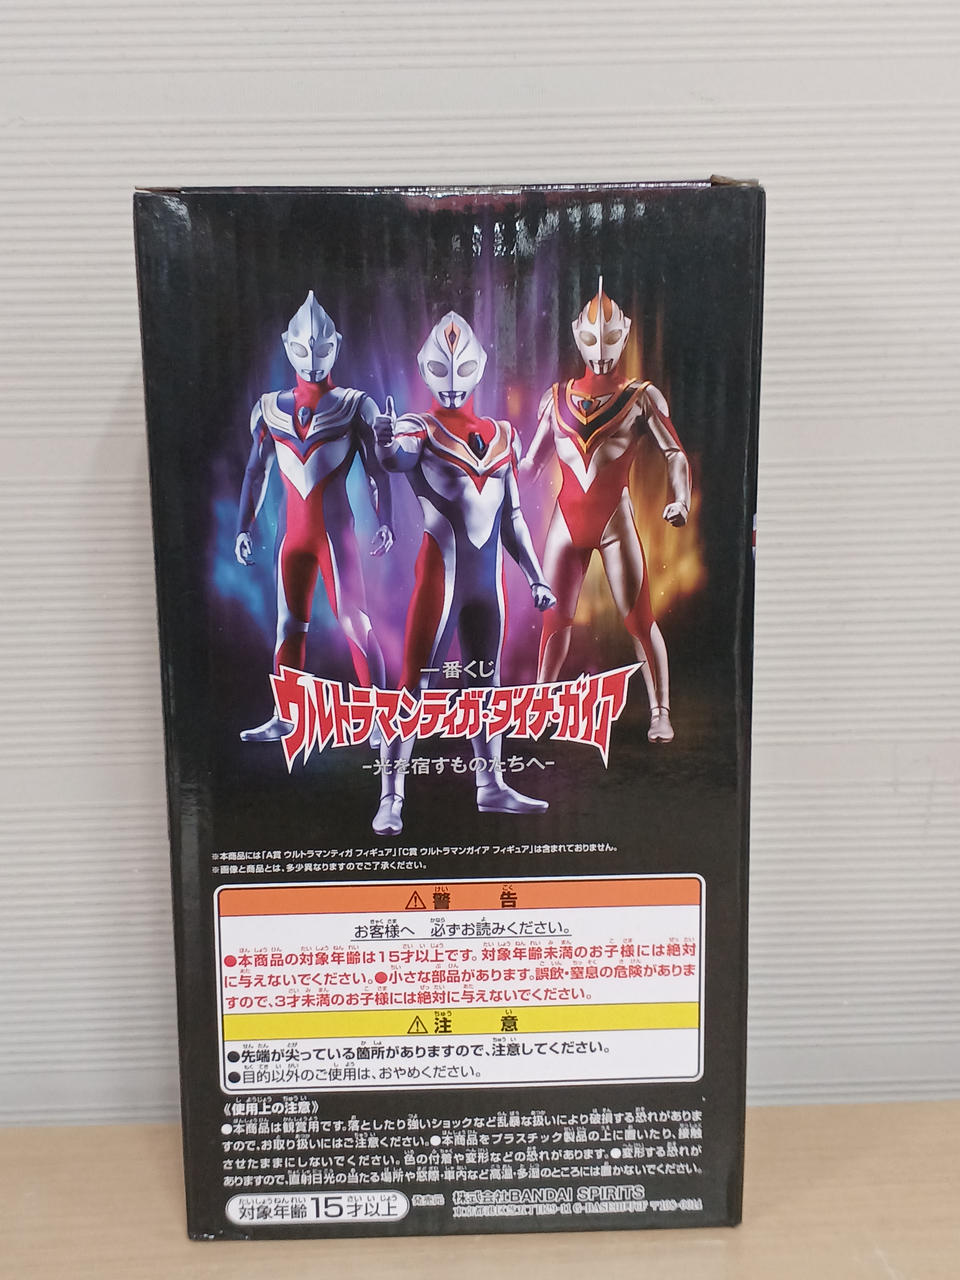 一番くじ
ウルトラマンティガ・ダイナ・ガイア
-光を宿すものたちへ-
※本商品には「A賞 ウルトラマンティガ フィギュア」「C賞 ウルトラマンガイア フィギュア」は含まれておりません。
※画像と商品とは、多少異なりますのでご了承ください。
⚠警告
お客様へ 必ずお読みください。
●本商品の対象年齢は15才以上です。対象年齢未満のお子様には絶対
に与えないでください。●小さな部品があります。誤飲・窒息の危険がありま
すので、3才未満のお子様には絶対に与えないでください。
⚠注意
●先端が尖っている箇所がありますので、注意してください。
●目的以外のご使用は、おやめください。
《使用上の注意》
●本商品は観賞用です。落としたり強いショックなど乱暴な扱いにより破損する恐れがありま
すので、お取り扱いにはご注意ください。●本商品をプラスチック製品の上に置いたり、接触
させたままにしないでください。色の付着や変形などの恐れがあります。●変形する恐れが
ありますので、直射日光の当たる場所や窓際・車内など高温・多湿のところには置かないでください。
対象年齢 15才以上
発売元 株式会社BANDAI SPIRITS